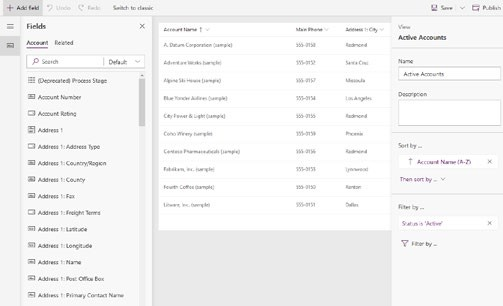 Add Field Undo Redo Switch to classic Save Publish
Fields
Account Related
Search Default
(Deprecated) Process Stage
Account Number
Account Rating
Address 1
Address 1: Address Type
Address 1: Country/Region
Address 1: County
Address 1: Fax
Address 1: Freight Terms
Address 1: Latitude
Address 1: Longitude
Address 1: Name
Address 1: Post Office Box
Address 1: Primary Contact Name
Account Name Main Phone Address 1: City
A. Datum Corporation (sample) 555-0158 Redmond
Adventure Works (sample) 555-0152 Santa Cruz
Alpine Ski House (sample) 555-0157 Missoula
Blue Yonder Airlines (sample) 555-0154 Los Angeles
City Power & Light (sample) 555-0155 Redmond
Coho Winery (sample) 555-0159 Phoenix
Contoso Pharmaceuticals (sample) 555-0156 Redmond
Fabrikam, Inc. (sample) 555-0153 Lynnwood
Fourth Coffee (sample) 555-0150 Renton
Litware, Inc. (sample) 555-0151 Dallas
View
Active Accounts
Name
Active Accounts
Description
Sort by ...
Account Name (A-Z)
Then sort by ...
Filter by ...
Status is 'Active'
Filter by ...